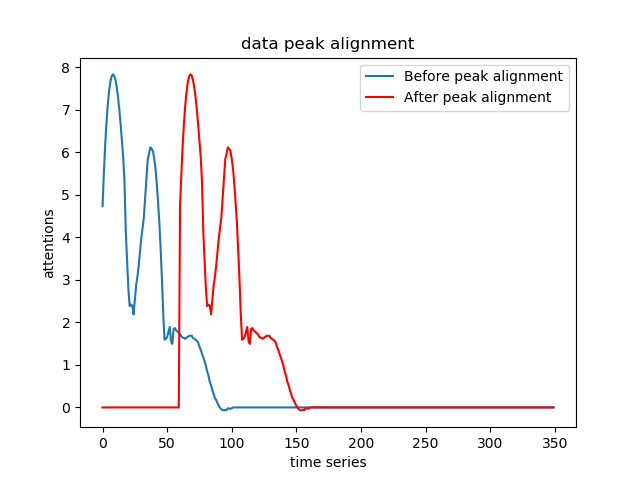 data peak alignment
Before peak alignment
After peak alignment
attentions
8
7
6
5
4
3
2
1
0
0 50 100 150 200 250 300 350
time series